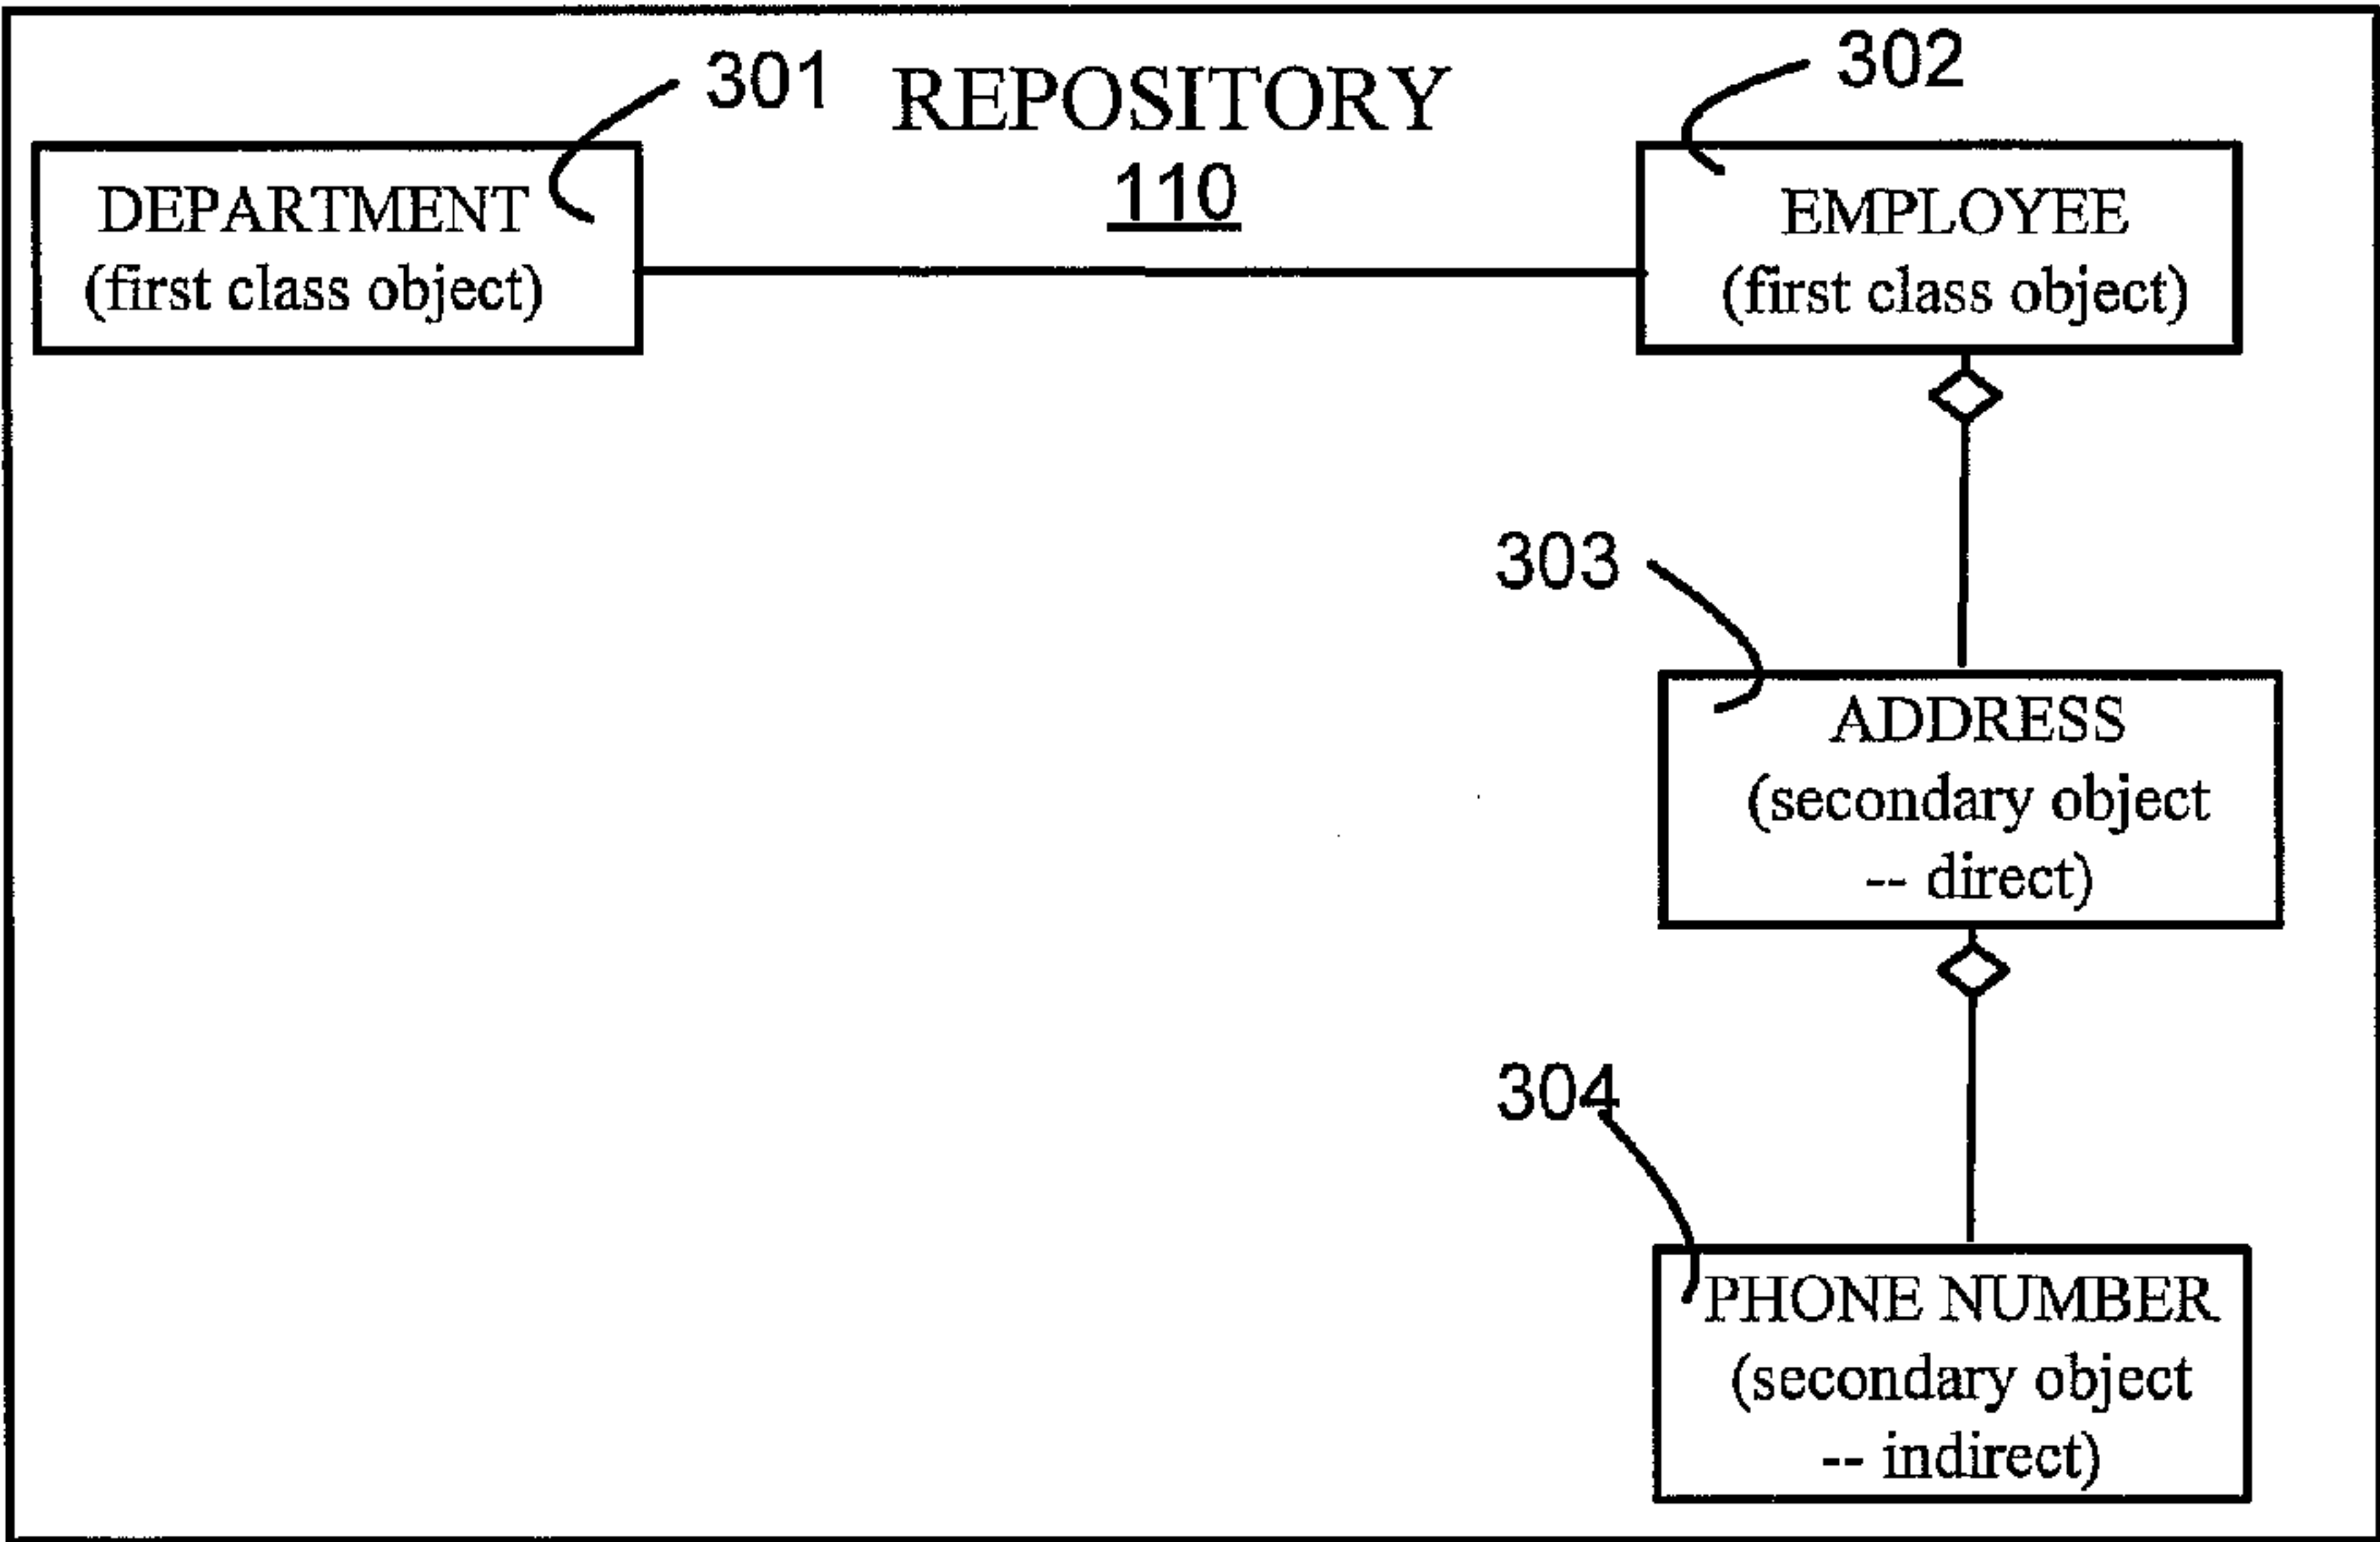 301
REPOSITORY
110
302
DEPARTMENT
(first class object)
EMPLOYEE
(first class object)
303
ADDRESS
(secondary object
-- direct)
304
PHONE NUMBER
(secondary object
-- indirect)